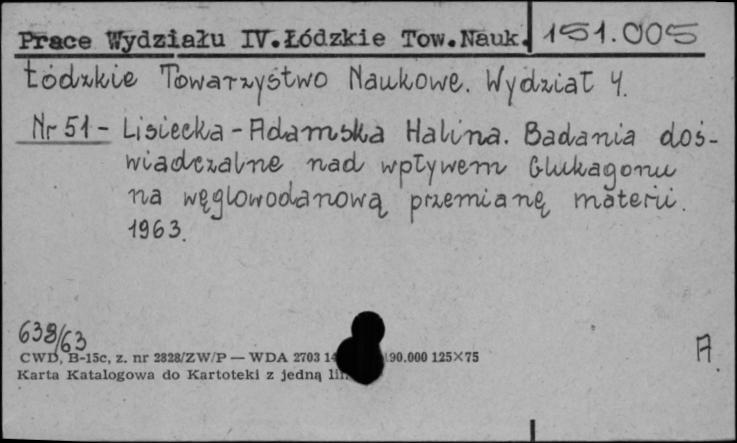 Prace Wydziału IV. Łódzkie Tow. Nauk. 151.005
Łódzkie Towarzystwo Naukowe. Wydział 4.
Nr 51 - Lisiecka-Adamska Halina. Badania doś-
wiadczalne nad wpływem Glukagonu
na węglowodanową przemianę materii.
1963.
638/63
A
CWD, B-15c, z. nr 2828/ZW/P — WDA 2703 190.000 125×75
Karta Katalogowa do Kartoteki z jedną